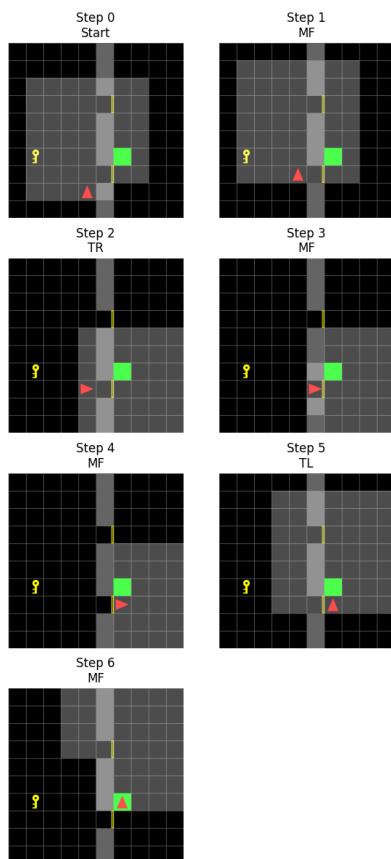 Step 0
Start
Step 1
MF
Step 2
TR
Step 3
MF
Step 4
MF
Step 5
TL
Step 6
MF